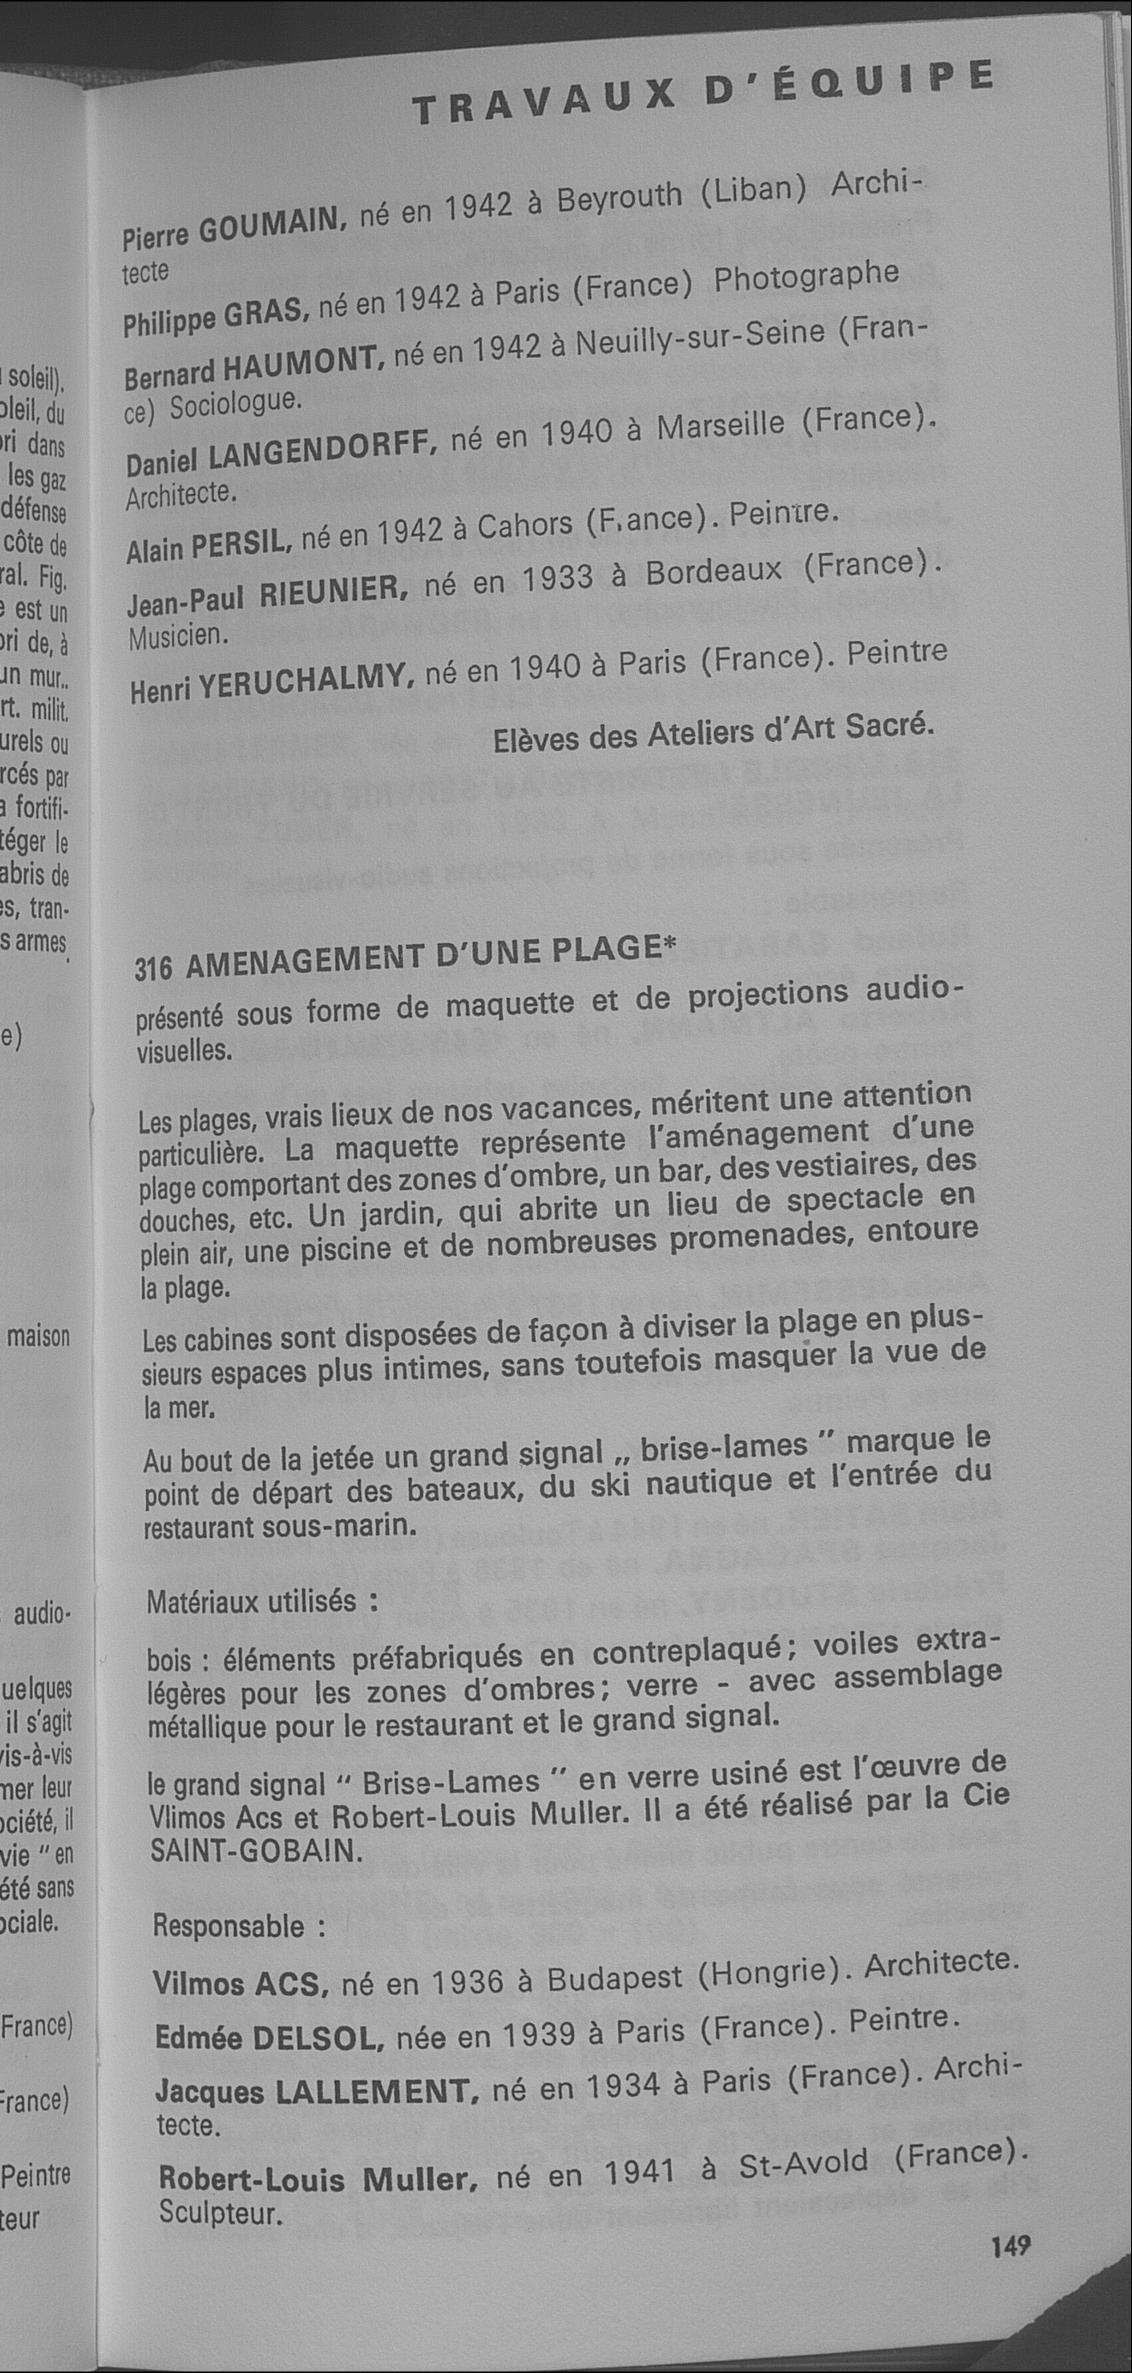 soleil).
oleil, du
ori dans
les gaz
défense
côte de
ral. Fig.
e est un
ori de, à
un mur..
rt. milit.
urels ou
rcés par
a fortifi-
téger le
abris de
es, tran-
s armes.
e)
maison
audio-
uelques
il s'agit
vis-à-vis
mer leur
ociété, il
vie " en
été sans
ociale.
France)
France)
Peintre
teur
TRAVAUX D'ÉQUIPE
Pierre GOUMAIN, né en 1942 à Beyrouth (Liban) Archi-
tecte
Philippe GRAS, né en 1942 à Paris (France) Photographe
Bernard HAUMONT, né en 1942 à Neuilly-sur-Seine (Fran-
ce) Sociologue.
Daniel LANGENDORFF, né en 1940 à Marseille (France).
Architecte.
Alain PERSIL, né en 1942 à Cahors (F.ance). Peintre.
Jean-Paul RIEUNIER, né en 1933 à Bordeaux (France).
Musicien.
Henri YERUCHALMY, né en 1940 à Paris (France). Peintre
Elèves des Ateliers d'Art Sacré.
316 AMENAGEMENT D'UNE PLAGE*
présenté sous forme de maquette et de projections audio-
visuelles.
Les plages, vrais lieux de nos vacances, méritent une attention
particulière. La maquette représente l'aménagement d'une
plage comportant des zones d'ombre, un bar, des vestiaires, des
douches, etc. Un jardin, qui abrite un lieu de spectacle en
plein air, une piscine et de nombreuses promenades, entoure
la plage.
Les cabines sont disposées de façon à diviser la plage en plus-
sieurs espaces plus intimes, sans toutefois masquer la vue de
la mer.
Au bout de la jetée un grand signal „ brise-lames " marque le
point de départ des bateaux, du ski nautique et l'entrée du
restaurant sous-marin.
Matériaux utilisés :
bois : éléments préfabriqués en contreplaqué; voiles extra-
légères pour les zones d'ombres; verre - avec assemblage
métallique pour le restaurant et le grand signal.
le grand signal " Brise-Lames " en verre usiné est l'œuvre de
Vlimos Acs et Robert-Louis Muller. Il a été réalisé par la Cie
SAINT-GOBAIN.
Responsable :
Vilmos ACS, né en 1936 à Budapest (Hongrie). Architecte.
Edmée DELSOL, née en 1939 à Paris (France). Peintre.
Jacques LALLEMENT, né en 1934 à Paris (France). Archi-
tecte.
Robert-Louis Muller, né en 1941 à St-Avold (France).
Sculpteur.
149